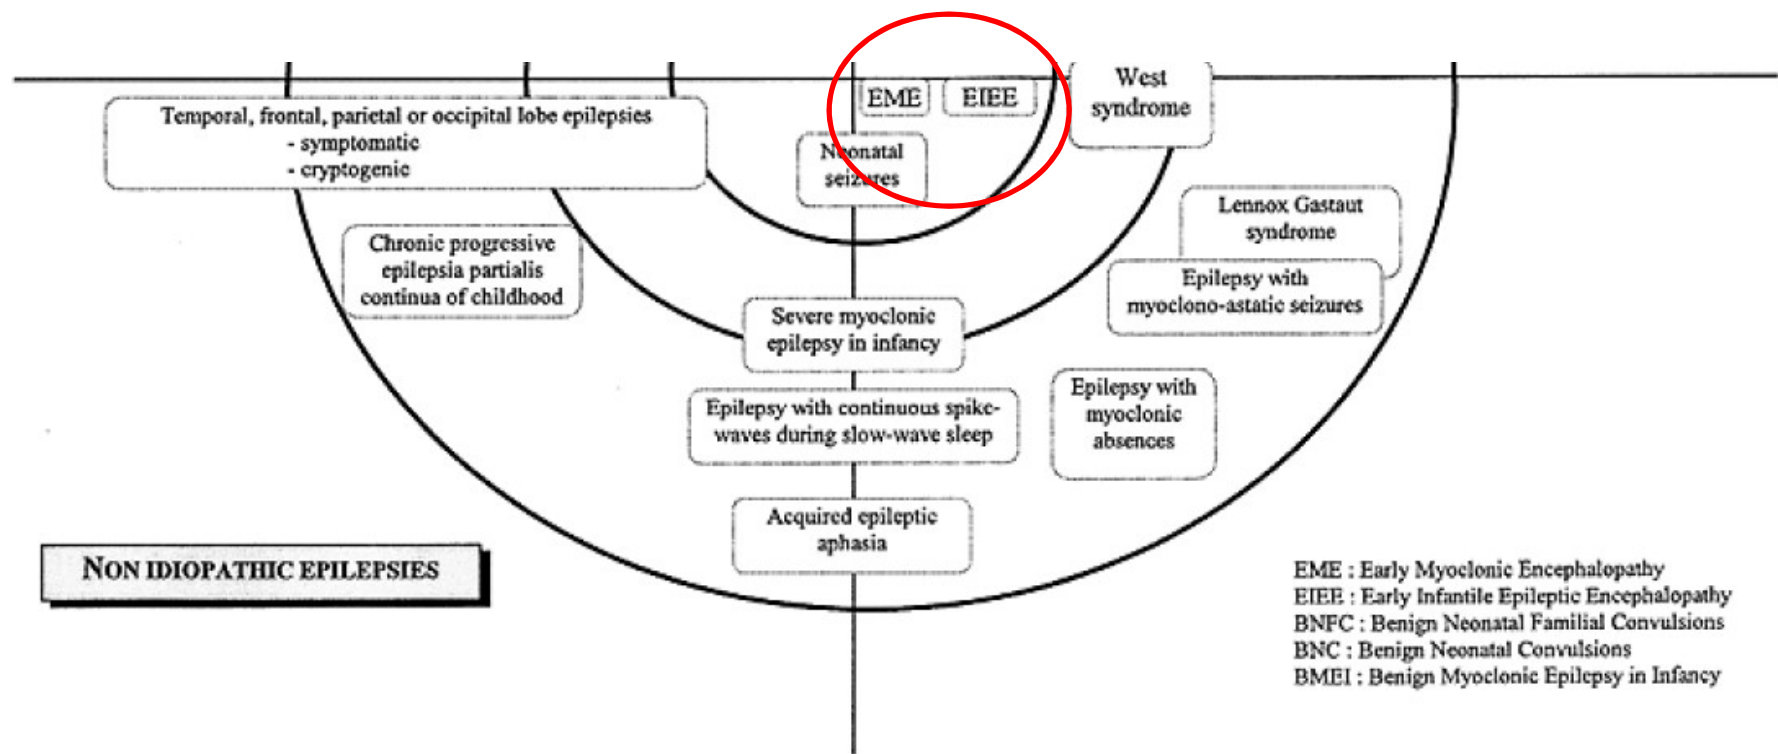 West
syndrome
EME
EIEE
Temporal, frontal, parietal or occipital lobe epilepsies
- symptomatic
- cryptogenic
Neonatal
seizures
Lennox Gastaut
syndrome
Chronic progressive
epilepsia partialis
continua of childhood
Epilepsy with
myoclono-astatic seizures
Severe myoclonic
epilepsy in infancy
Epilepsy with continuous spike-
waves during slow-wave sleep
Epilepsy with
myoclonic
absences
Acquired epileptic
aphasia
NON IDIOPATHIC EPILEPSIES
EME : Early Myoclonic Encephalopathy
EIEE : Early Infantile Epileptic Encephalopathy
BNFC : Benign Neonatal Familial Convulsions
BNC : Benign Neonatal Convulsions
BMEI : Benign Myoclonic Epilepsy in Infancy